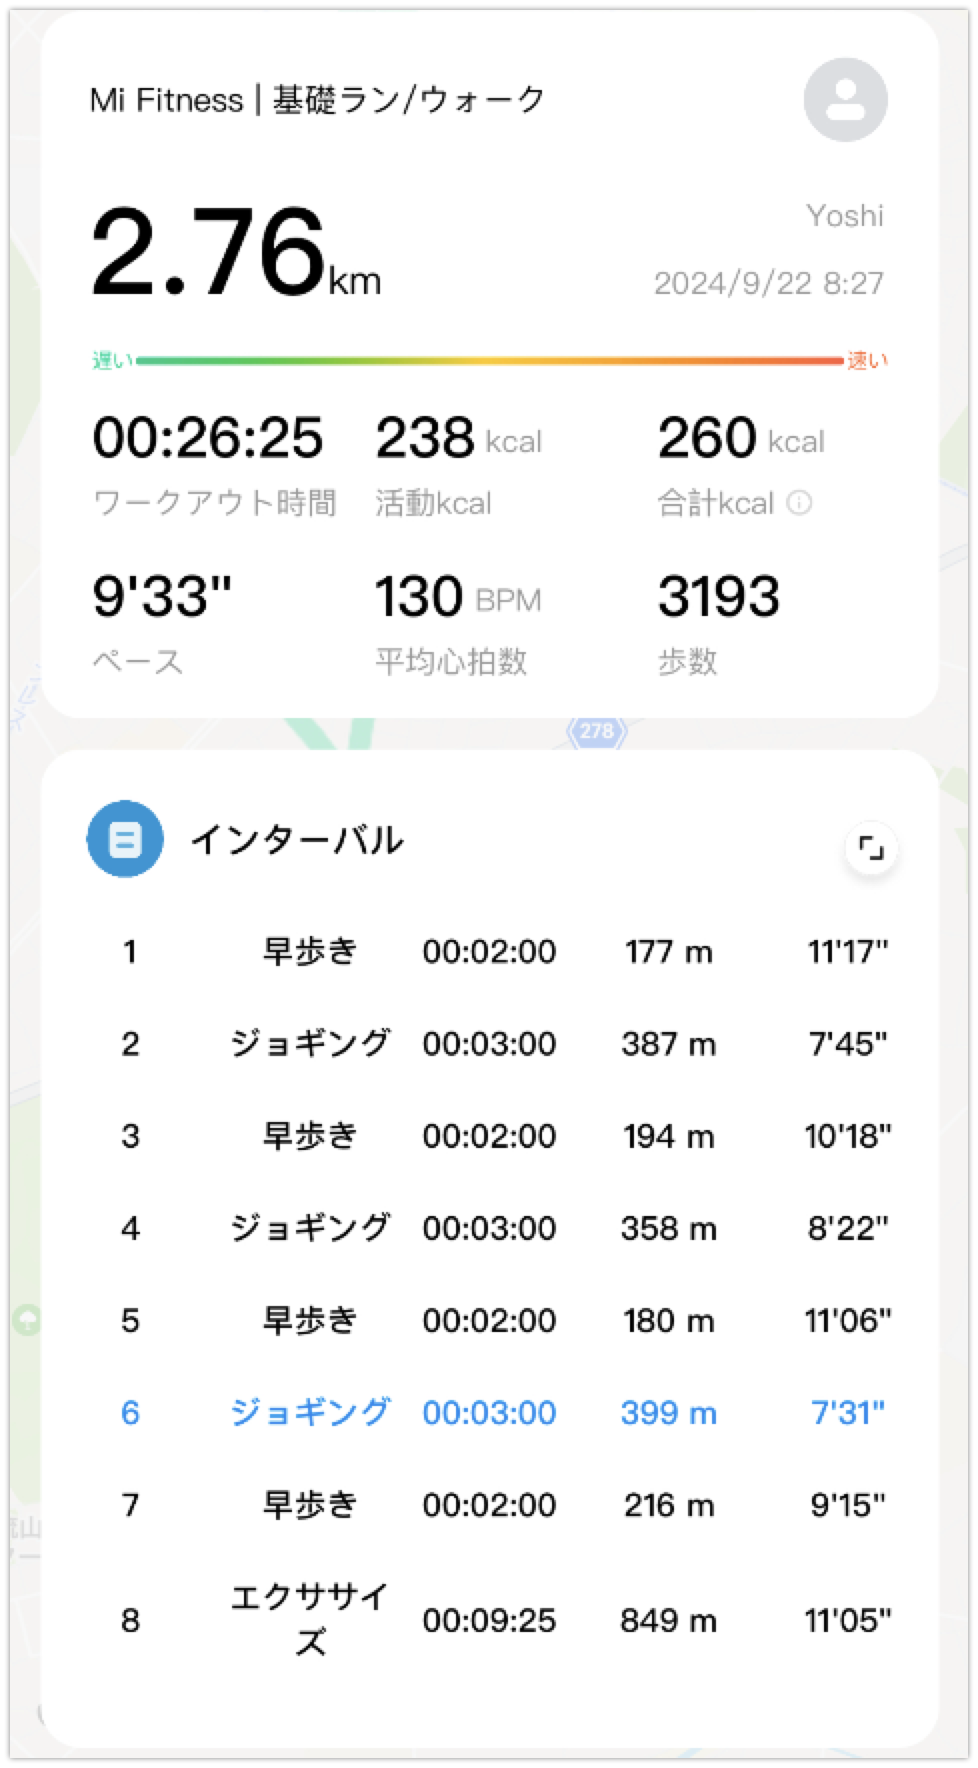 Mi Fitness | 基礎ラン/ウォーク
2.76km
Yoshi
2024/9/22 8:27
遅い 速い
00:26:25 238 kcal 260 kcal
ワークアウト時間 活動kcal 合計kcal
9'33" 130 BPM 3193
ペース 平均心拍数 歩数
278
インターバル
1 早歩き 00:02:00 177 m 11'17"
2 ジョギング 00:03:00 387 m 7'45"
3 早歩き 00:02:00 194 m 10'18"
4 ジョギング 00:03:00 358 m 8'22"
5 早歩き 00:02:00 180 m 11'06"
6 ジョギング 00:03:00 399 m 7'31"
7 早歩き 00:02:00 216 m 9'15"
8 エクササイ
ズ 00:09:25 849 m 11'05"